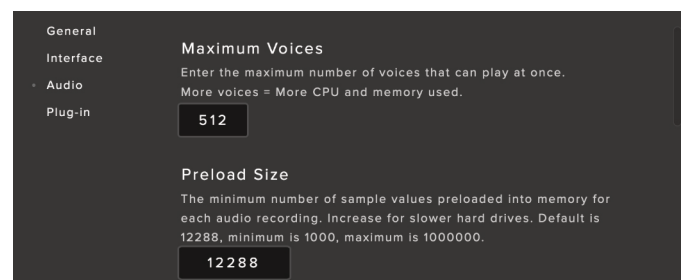 General
Interface
Audio
Plug-in
Maximum Voices
Enter the maximum number of voices that can play at once.
More voices = More CPU and memory used.
512
Preload Size
The minimum number of sample values preloaded into memory for
each audio recording. Increase for slower hard drives. Default is
12288, minimum is 1000, maximum is 1000000.
12288